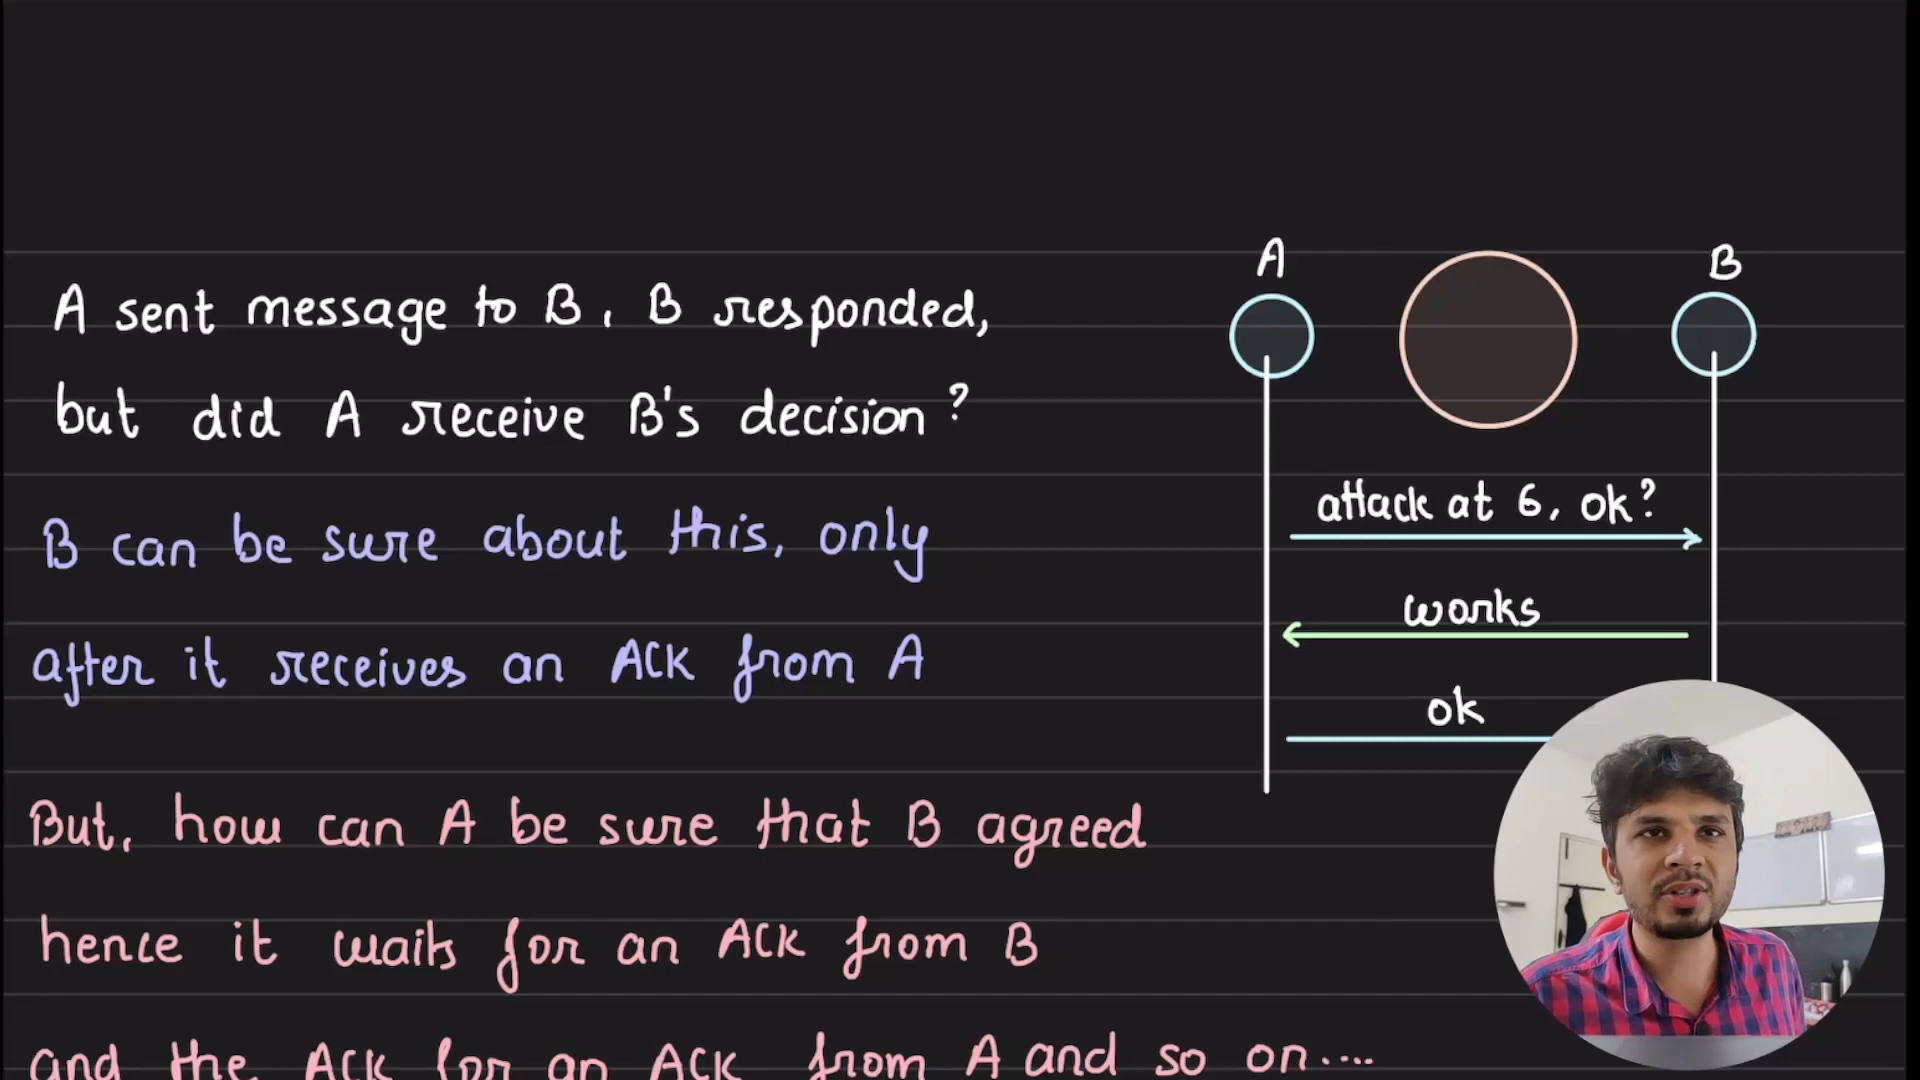 A sent message to B, B responded,
but did A receive B's decision?
B can be sure about this, only
after it receives an ACK from A
But, how can A be sure that B agreed
hence it waits for an ACK from B
and the ACK for an ACK from A and so on....
A
B
attack at 6, ok?
works
ok